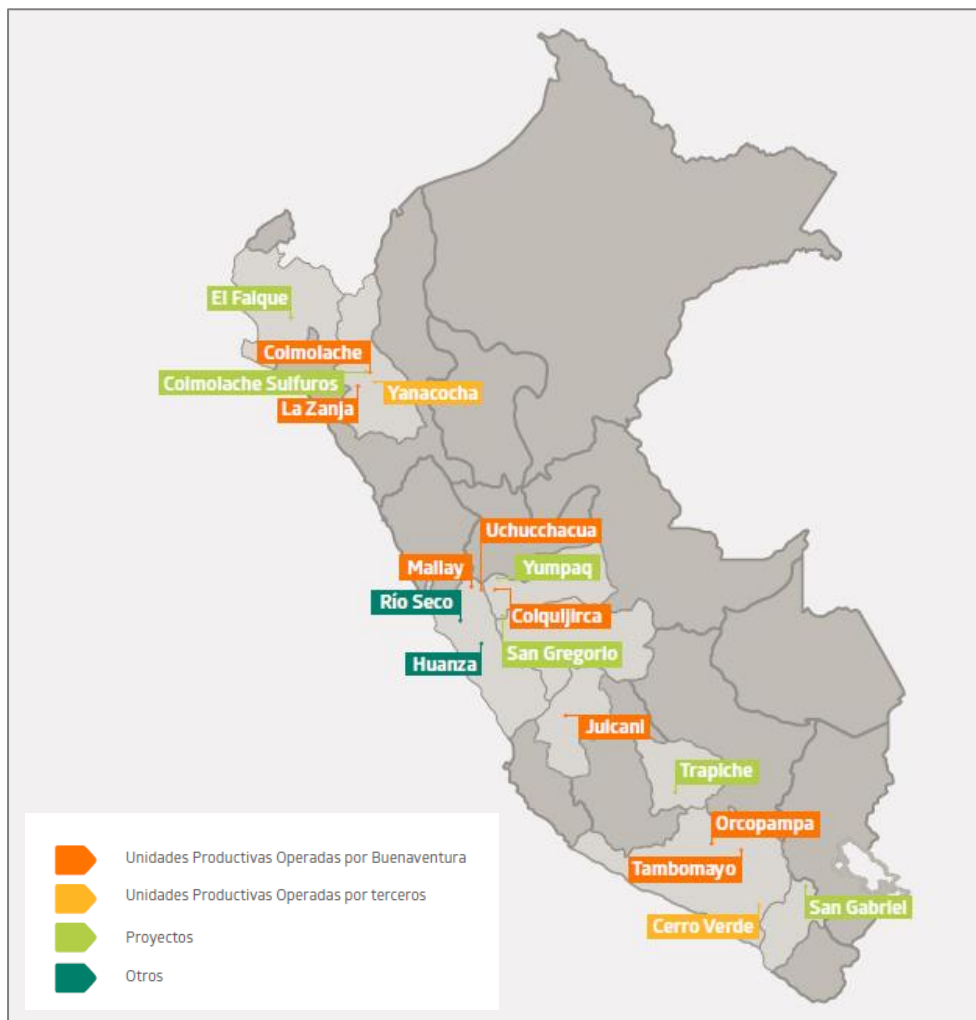 El Faique
Colmolache
Colmolache Sulfuros
Yanacocha
La Zanja
Uchucchacua
Mallay
Yumpaq
Río Seco
Colquijirca
San Gregorio
Huanza
Julcani
Trapiche
Orcopampa
Tambomayo
San Gabriel
Cerro Verde
Unidades Productivas Operadas por Buenaventura
Unidades Productivas Operadas por terceros
Proyectos
Otros